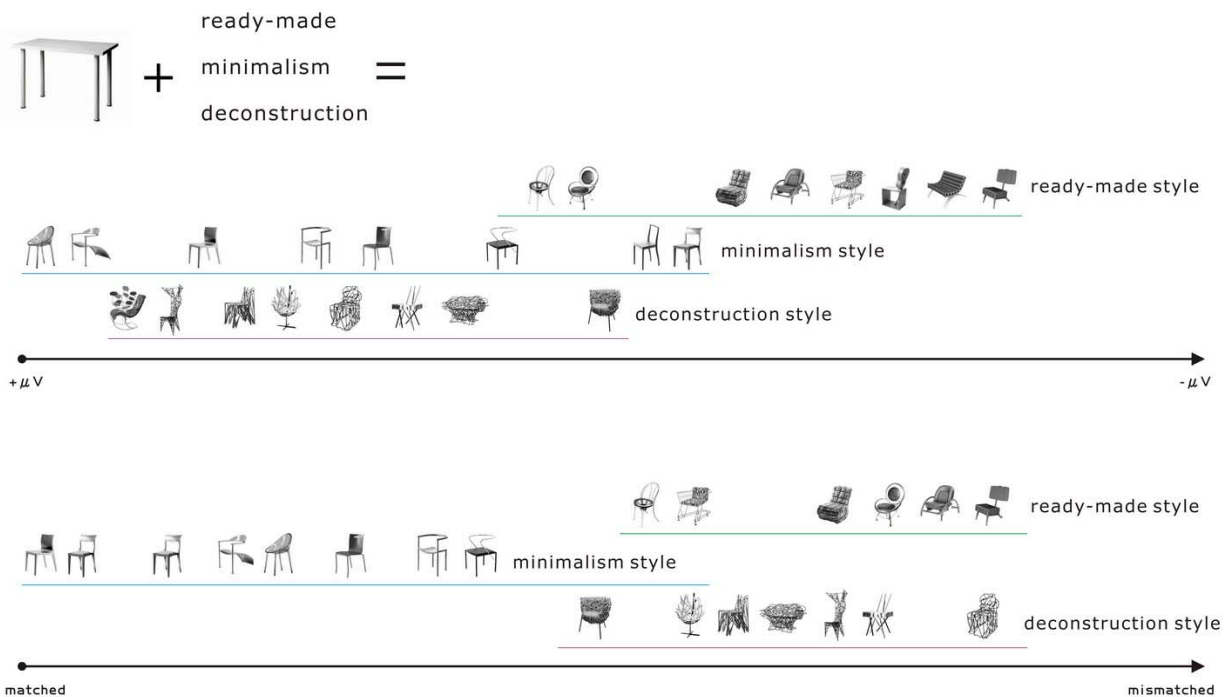 ready-made
+ minimalism =
deconstruction
ready-made style
minimalism style
deconstruction style
+μV
-μV
ready-made style
minimalism style
deconstruction style
matched
mismatched